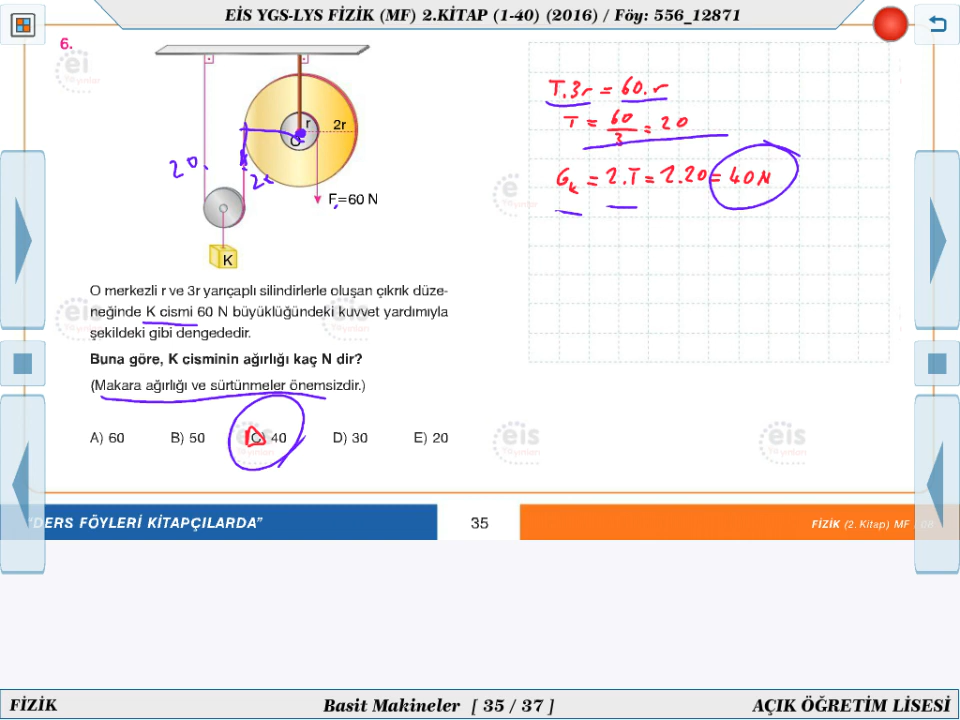 EİS YGS-LYS FİZİK (MF) 2.KİTAP (1-40) (2016) / Föy: 556_12871
6.
r
2r
O
20.
F=60 N
K
T.3r = 60.r
T = 60/3 = 20
Gk = 2.T = 2.20 = 40 N
O merkezli r ve 3r yarıçaplı silindirlerle oluşan çıkrık düze-
neğinde K cismi 60 N büyüklüğündeki kuvvet yardımıyla
şekildeki gibi dengededir.
Buna göre, K cisminin ağırlığı kaç N dir?
(Makara ağırlığı ve sürtünmeler önemsizdir.)
A) 60 B) 50 C) 40 D) 30 E) 20
"DERS FÖYLERİ KİTAPÇILARDA"
35
FİZİK (2. Kitap) MF
FİZİK
Basit Makineler [ 35 / 37 ]
AÇIK ÖĞRETİM LİSESİ